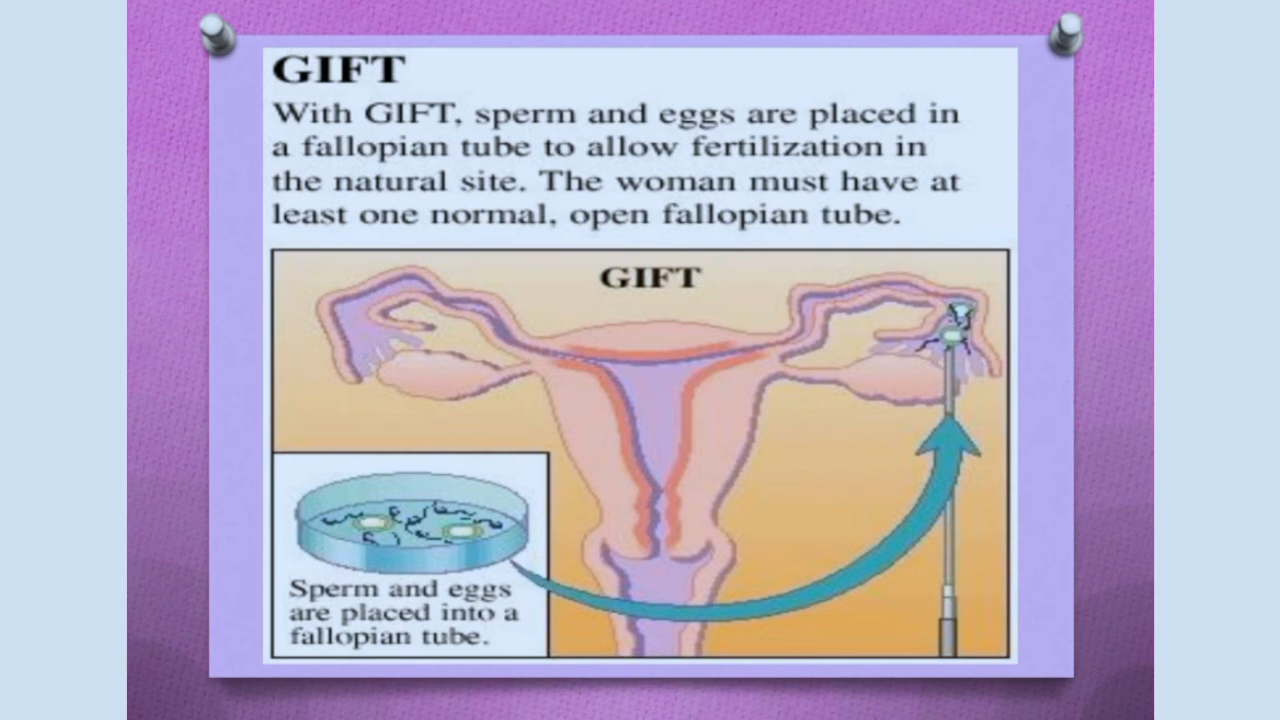 GIFT
With GIFT, sperm and eggs are placed in
a fallopian tube to allow fertilization in
the natural site. The woman must have at
least one normal, open fallopian tube.
GIFT
Sperm and eggs
are placed into a
fallopian tube.